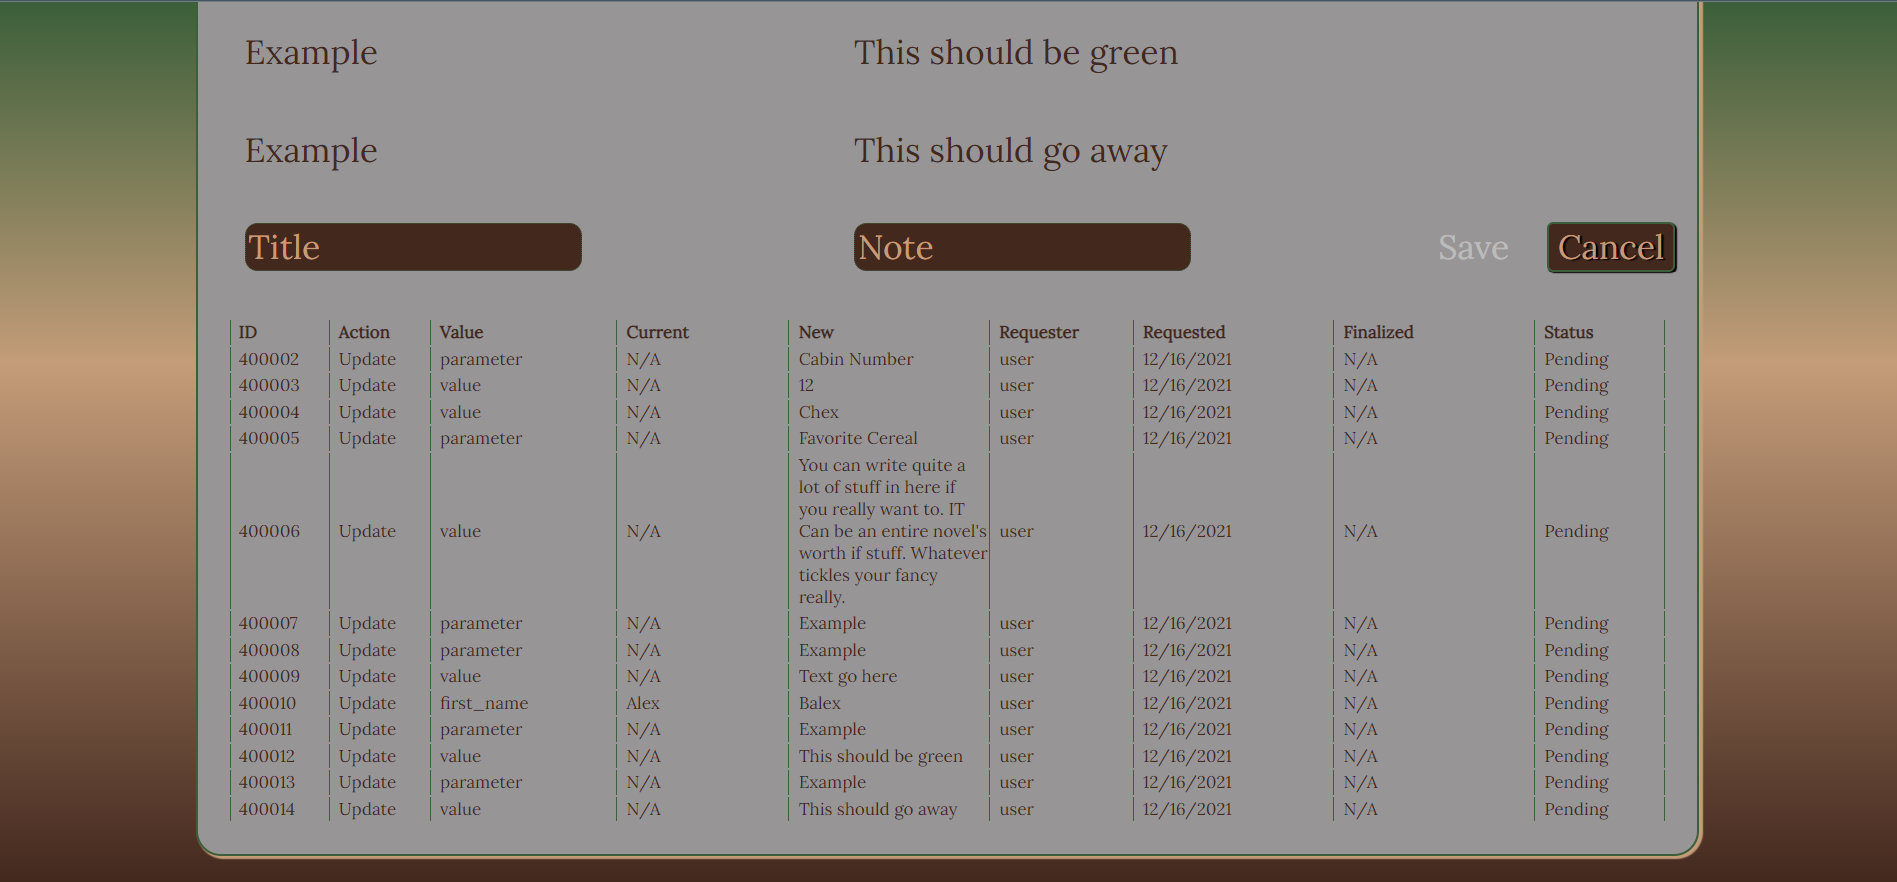 Example This should be green
Example This should go away
Title Note Save Cancel
ID Action Value Current New Requester Requested Finalized Status
400002 Update parameter N/A Cabin Number user 12/16/2021 N/A Pending
400003 Update value N/A 12 user 12/16/2021 N/A Pending
400004 Update value N/A Chex user 12/16/2021 N/A Pending
400005 Update parameter N/A Favorite Cereal user 12/16/2021 N/A Pending
You can write quite a
lot of stuff in here if
you really want to. IT
400006 Update value N/A Can be an entire novel's user 12/16/2021 N/A Pending
worth if stuff. Whatever
tickles your fancy
really.
400007 Update parameter N/A Example user 12/16/2021 N/A Pending
400008 Update parameter N/A Example user 12/16/2021 N/A Pending
400009 Update value N/A Text go here user 12/16/2021 N/A Pending
400010 Update first_name Alex Balex user 12/16/2021 N/A Pending
400011 Update parameter N/A Example user 12/16/2021 N/A Pending
400012 Update value N/A This should be green user 12/16/2021 N/A Pending
400013 Update parameter N/A Example user 12/16/2021 N/A Pending
400014 Update value N/A This should go away user 12/16/2021 N/A Pending